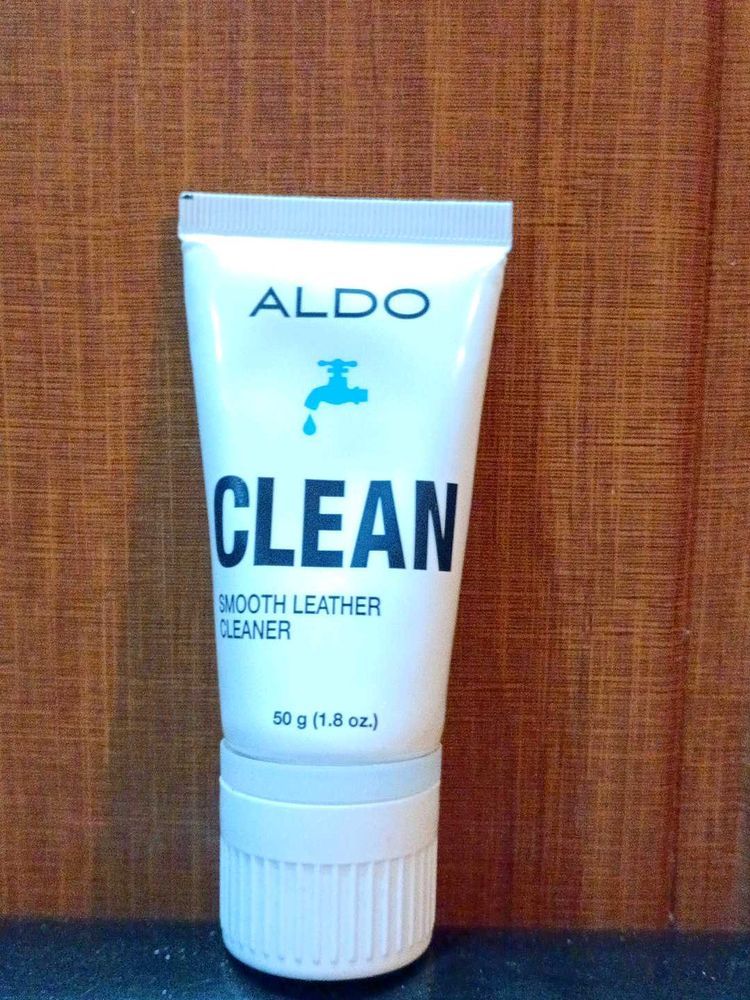 ALDO
CLEAN
SMOOTH LEATHER
CLEANER
50 g (1.8 oz.)